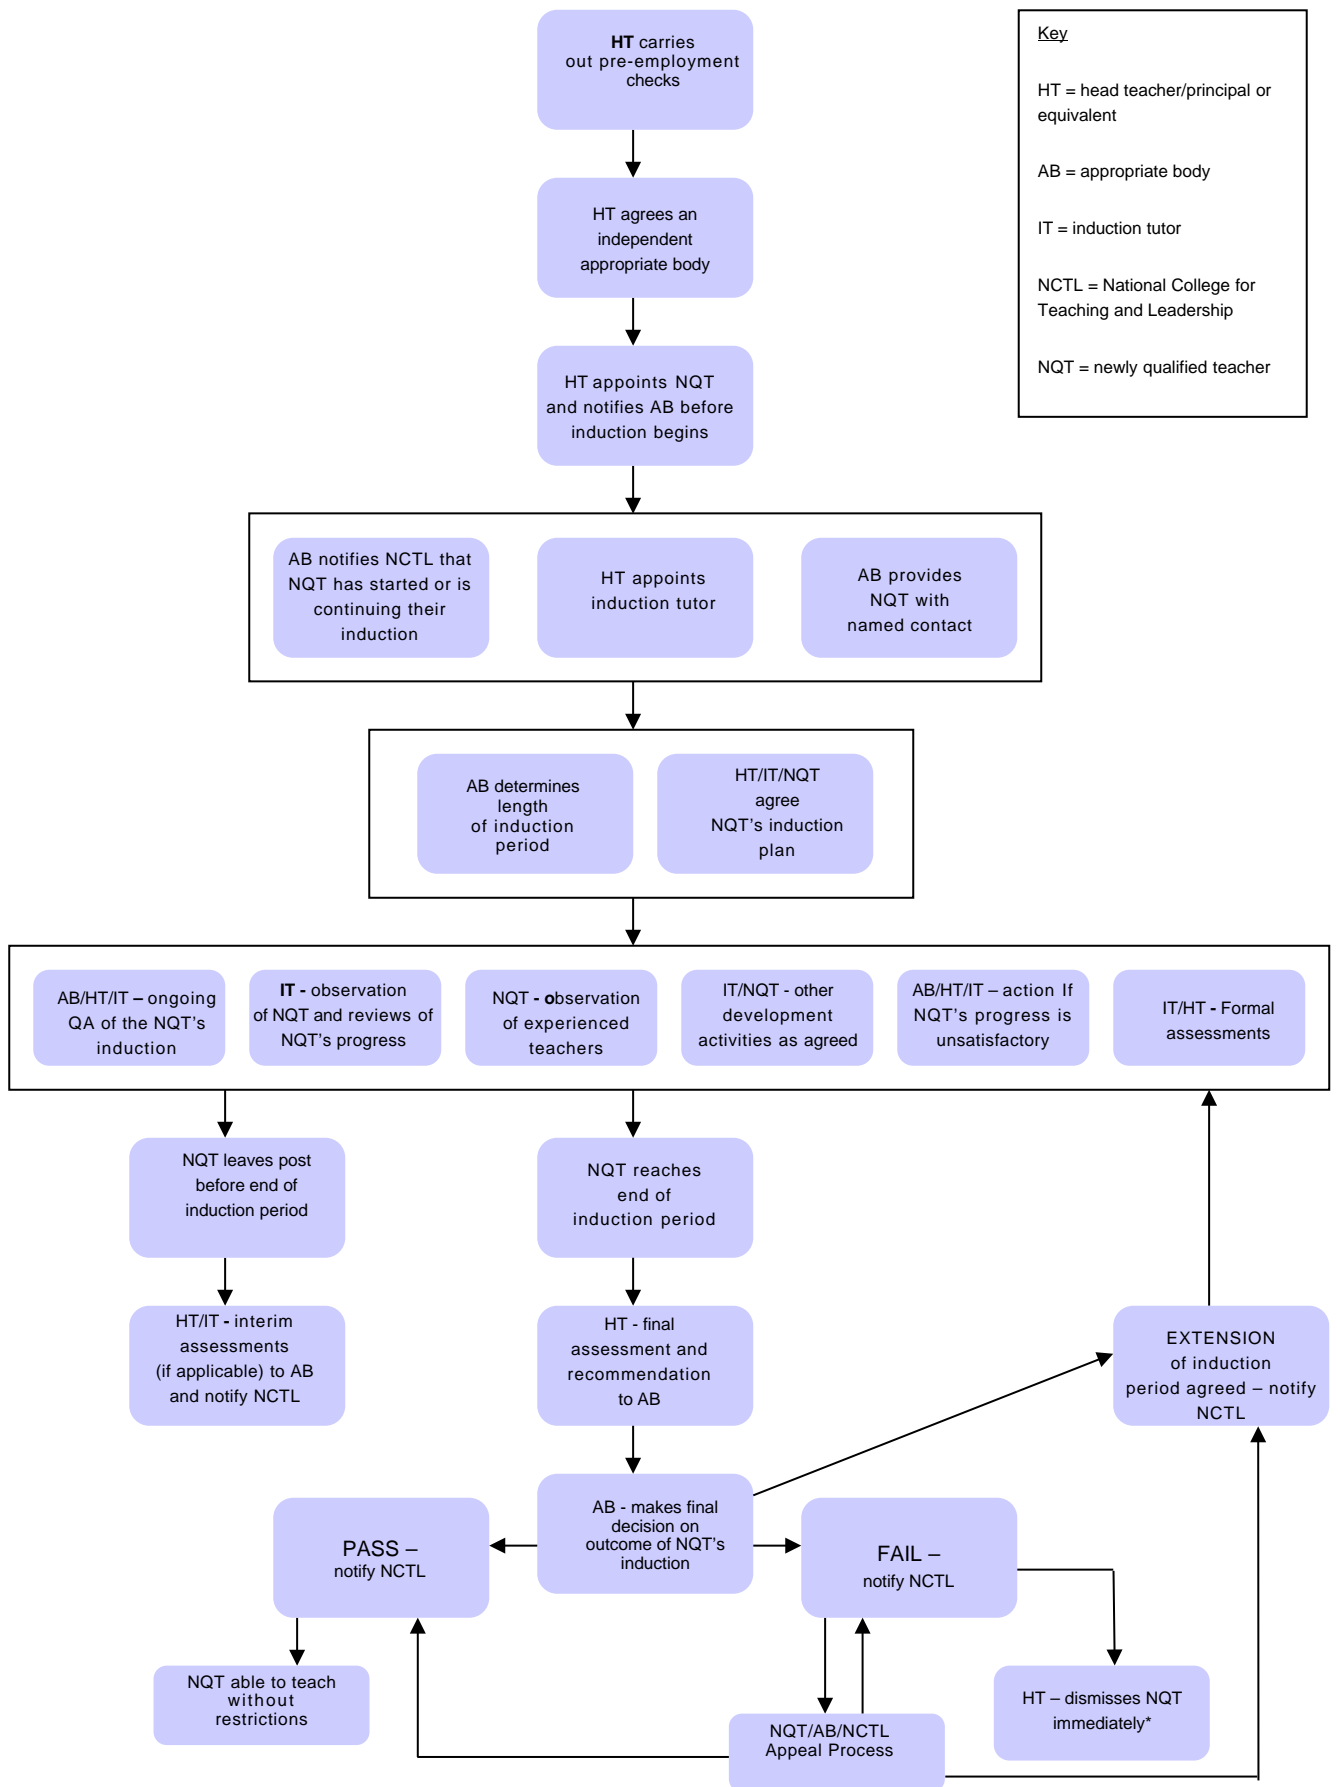 HT carries
out pre-employment
checks
Key
HT = head teacher/principal or
equivalent
AB = appropriate body
IT = induction tutor
NCTL = National College for
Teaching and Leadership
NQT = newly qualified teacher
HT agrees an
independent
appropriate body
HT appoints NQT
and notifies AB before
induction begins
AB notifies NCTL that
NQT has started or is
continuing their
induction
HT appoints
induction tutor
AB provides
NQT with
named contact
AB determines
length
of induction
period
HT/IT/NQT
agree
NQT’s induction
plan
AB/HT/IT – ongoing
QA of the NQT’s
induction
IT - observation
of NQT and reviews of
NQT’s progress
NQT - observation
of experienced
teachers
IT/NQT - other
development
activities as agreed
AB/HT/IT – action If
NQT’s progress is
unsatisfactory
IT/HT - Formal
assessments
NQT leaves post
before end of
induction period
NQT reaches
end of
induction period
HT/IT - interim
assessments
(if applicable) to AB
and notify NCTL
HT - final
assessment and
recommendation
to AB
EXTENSION
of induction
period agreed – notify
NCTL
AB - makes final
decision on
outcome of NQT’s
induction
PASS –
notify NCTL
FAIL –
notify NCTL
NQT able to teach
without
restrictions
HT – dismisses NQT
immediately*
NQT/AB/NCTL
Appeal Process